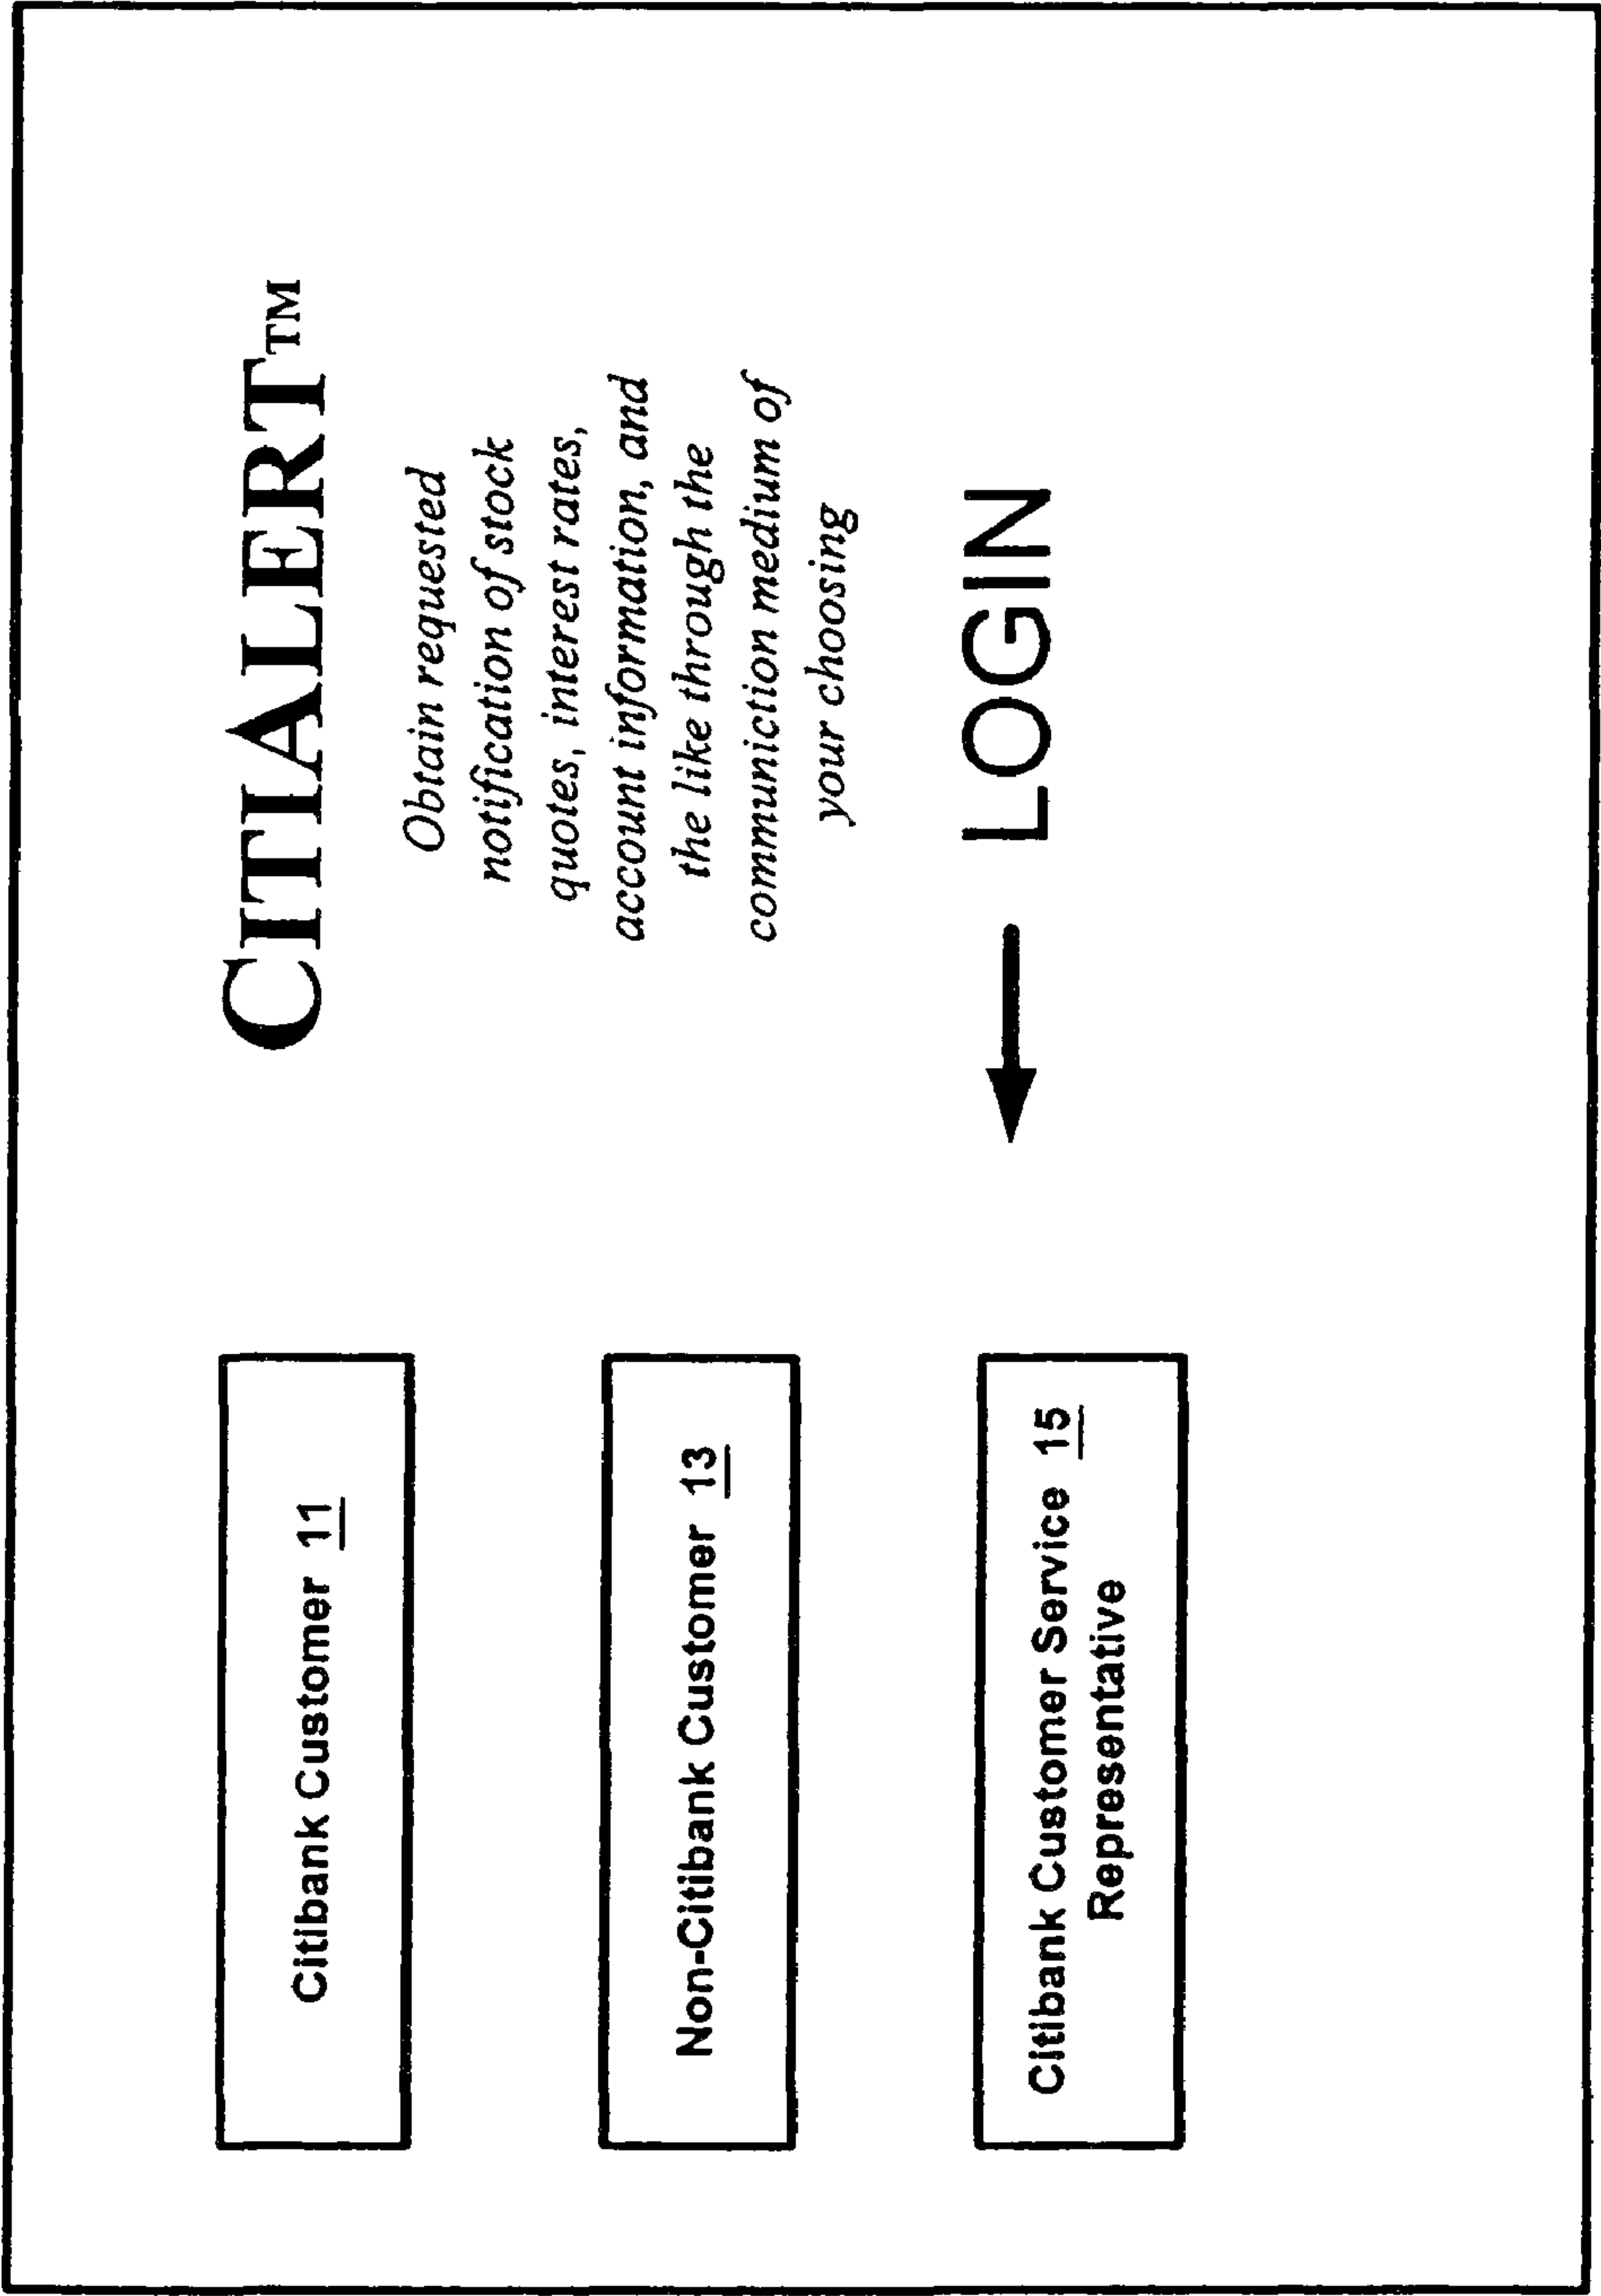 Citibank Customer 11
Non-Citibank Customer 13
Citibank Customer Service 15
Representative
CITIALERT™
Obtain requested
notification of stock
quotes, interest rates,
account information, and
the like through the
communiction medium of
your choosing
LOGIN